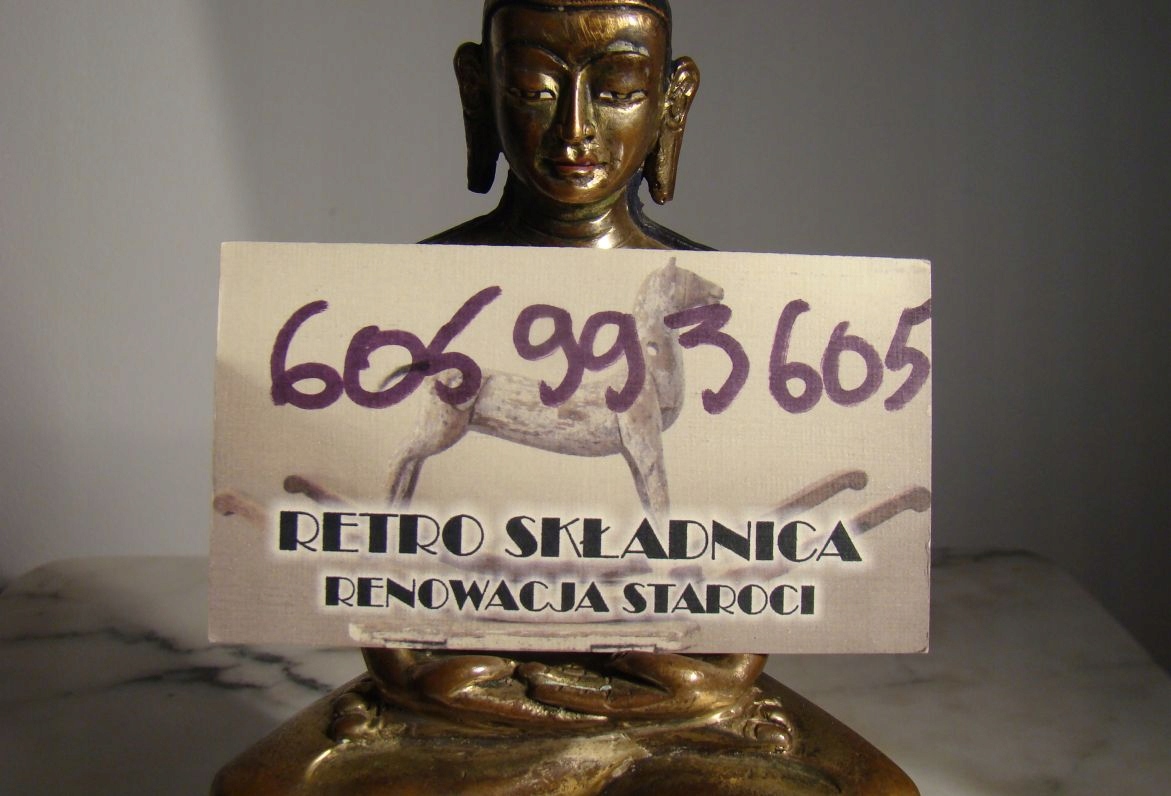 606 993 605
RETRO SKŁADNICA
RENOWACJA STAROCI